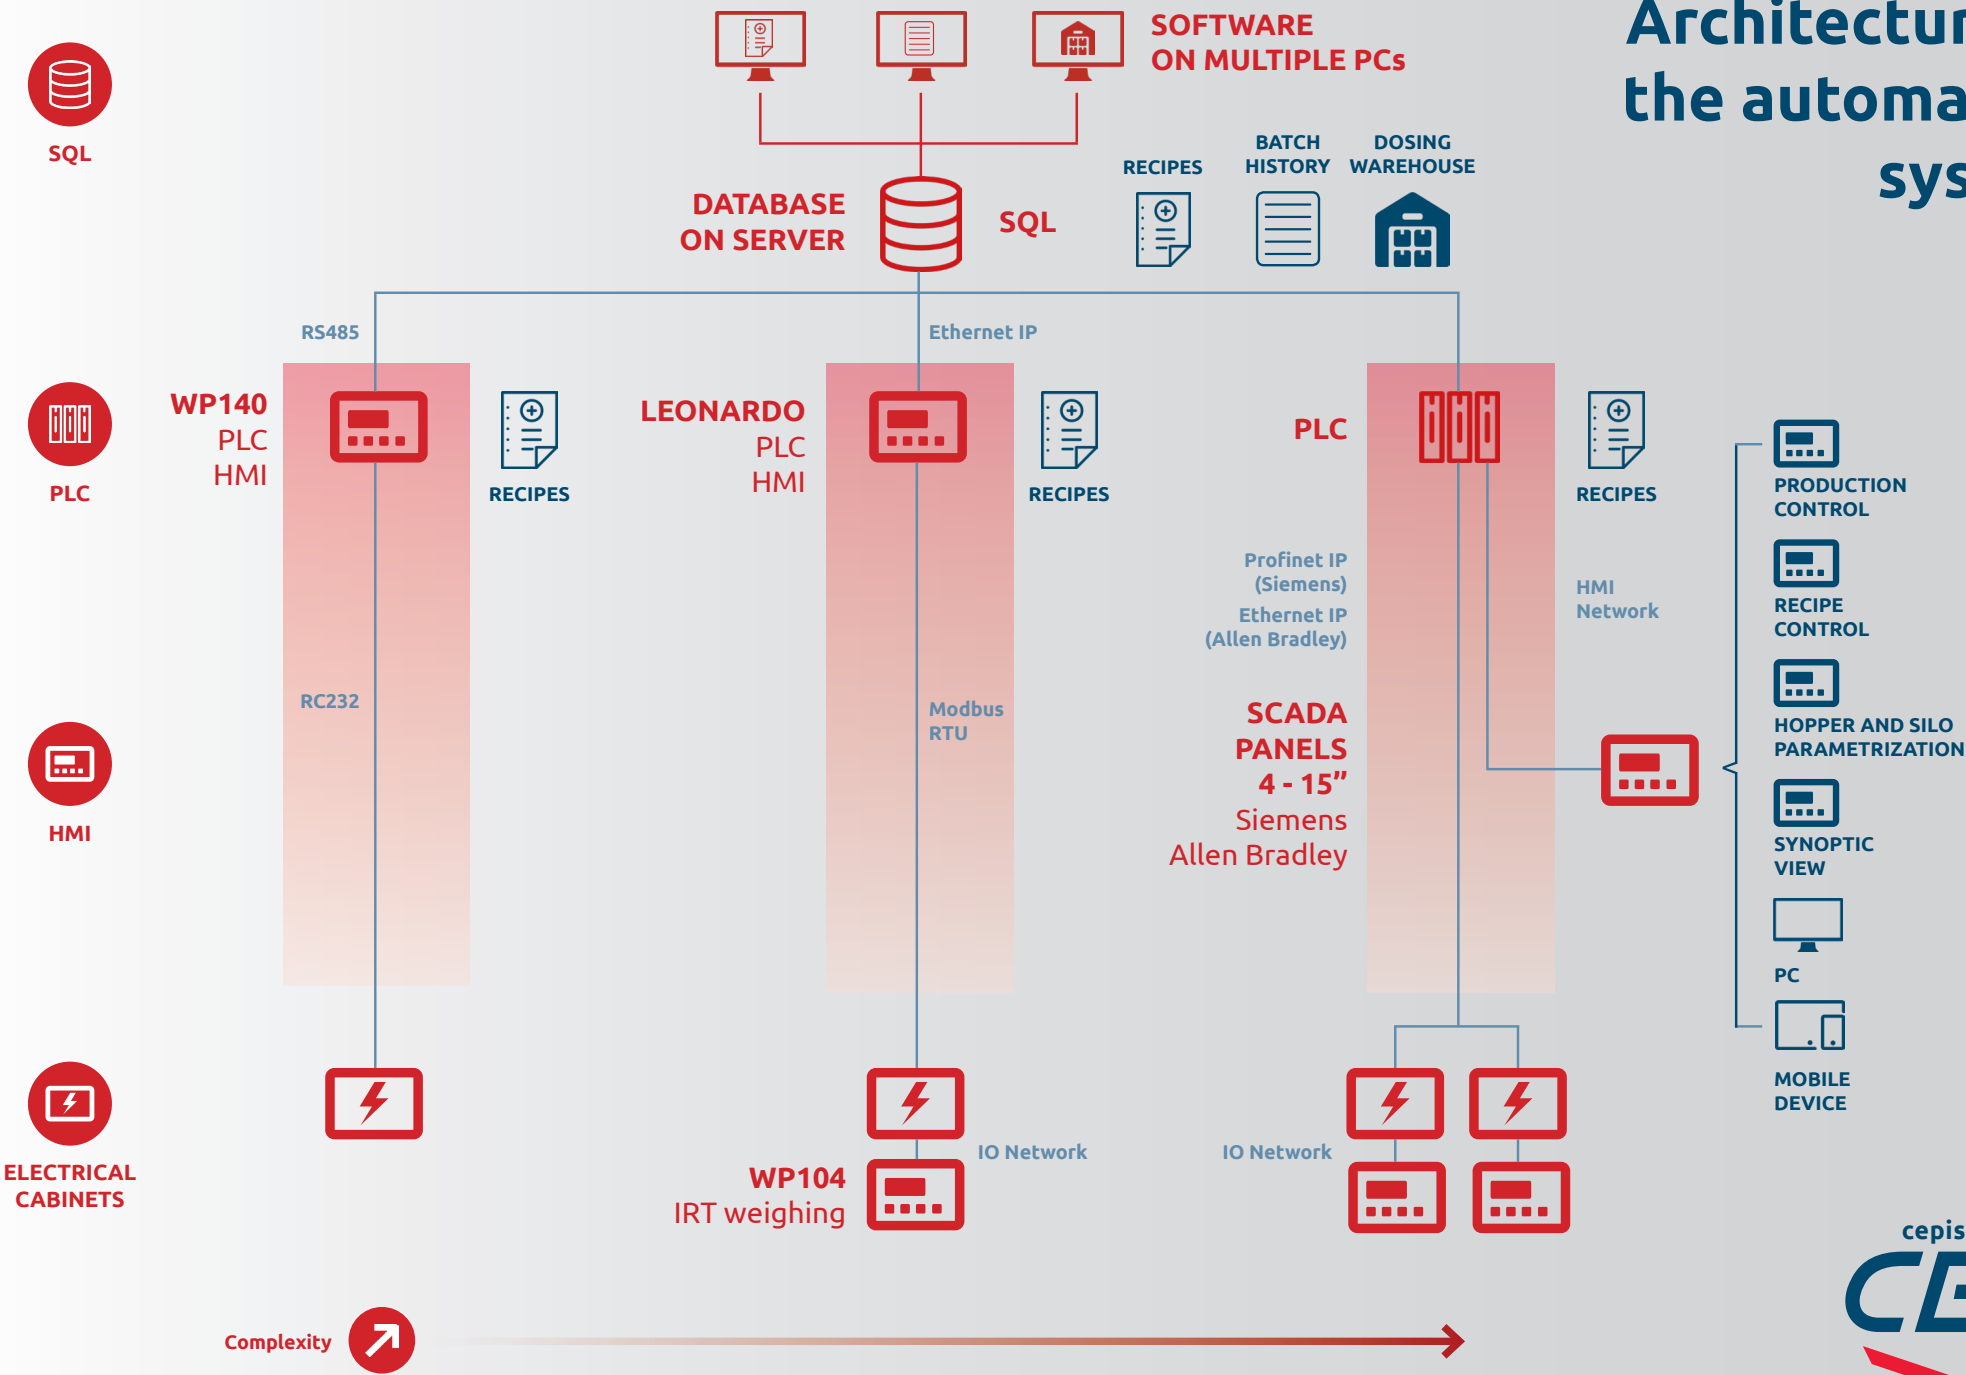 Architectur
the automa
sys
SOFTWARE
ON MULTIPLE PCs
SQL
DATABASE
ON SERVER
SQL
RECIPES
BATCH
HISTORY
DOSING
WAREHOUSE
RS485
Ethernet IP
PLC
WP140
PLC
HMI
RECIPES
LEONARDO
PLC
HMI
RECIPES
PLC
RECIPES
Profinet IP
(Siemens)
Ethernet IP
(Allen Bradley)
HMI
Network
RC232
Modbus
RTU
SCADA
PANELS
4 - 15”
Siemens
Allen Bradley
HMI
PRODUCTION
CONTROL
RECIPE
CONTROL
HOPPER AND SILO
PARAMETRIZATION
SYNOPTIC
VIEW
PC
MOBILE
DEVICE
ELECTRICAL
CABINETS
IO Network
WP104
IRT weighing
IO Network
Complexity
cepis
CE